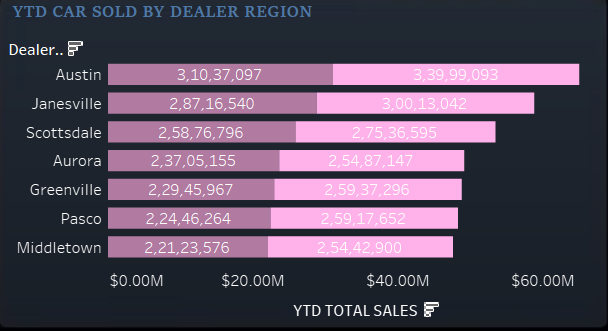 YTD CAR SOLD BY DEALER REGION
Dealer..
Austin 3,10,37,097 3,39,99,093
Janesville 2,87,16,540 3,00,13,042
Scottsdale 2,58,76,796 2,75,36,595
Aurora 2,37,05,155 2,54,87,147
Greenville 2,29,45,967 2,59,37,296
Pasco 2,24,46,264 2,59,17,652
Middletown 2,21,23,576 2,54,42,900
$0.00M $20.00M $40.00M $60.00M
YTD TOTAL SALES